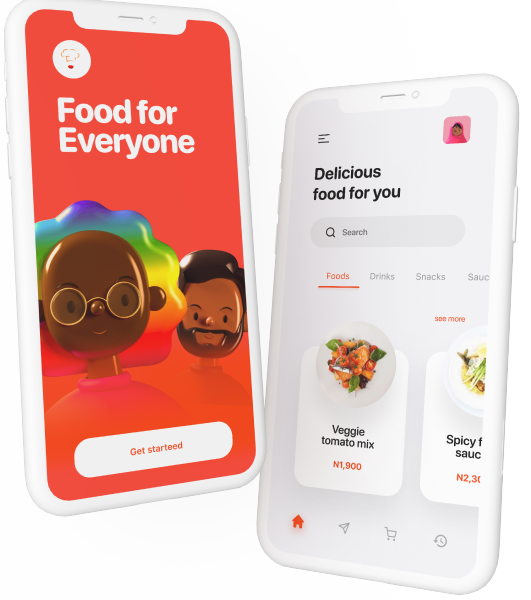 Food for
Everyone
Get starteed
Delicious
food for you
Search
Foods Drinks Snacks Sauc
see more
Veggie
tomato mix
N1,900
Spicy f
sauc
N2,30